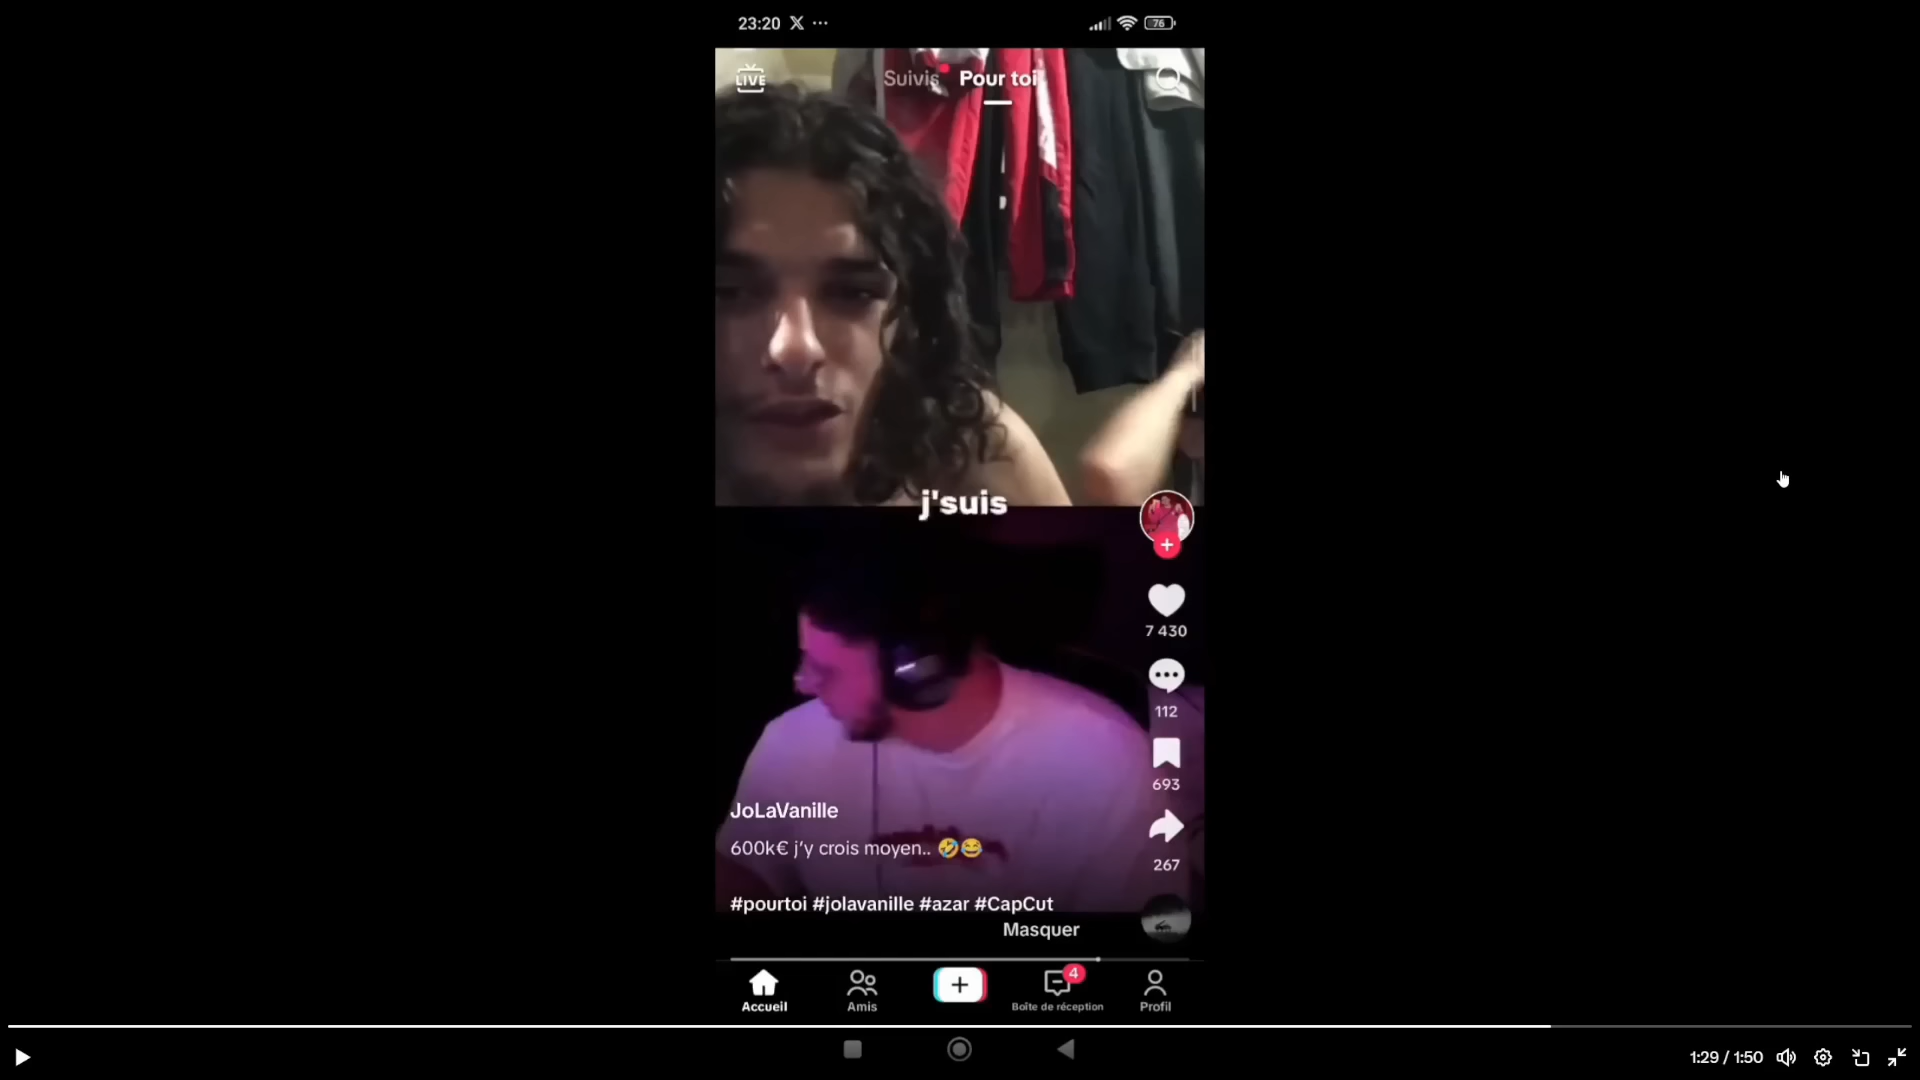 23:20
76
LIVE
Suivis Pour toi
j'suis
7 430
112
693
JoLaVanille
600k€ j'y crois moyen.. 🤣😂
267
#pourtoi #jolavanille #azar #CapCut
Masquer
4
Accueil Amis Boîte de réception Profil
1:29 / 1:50